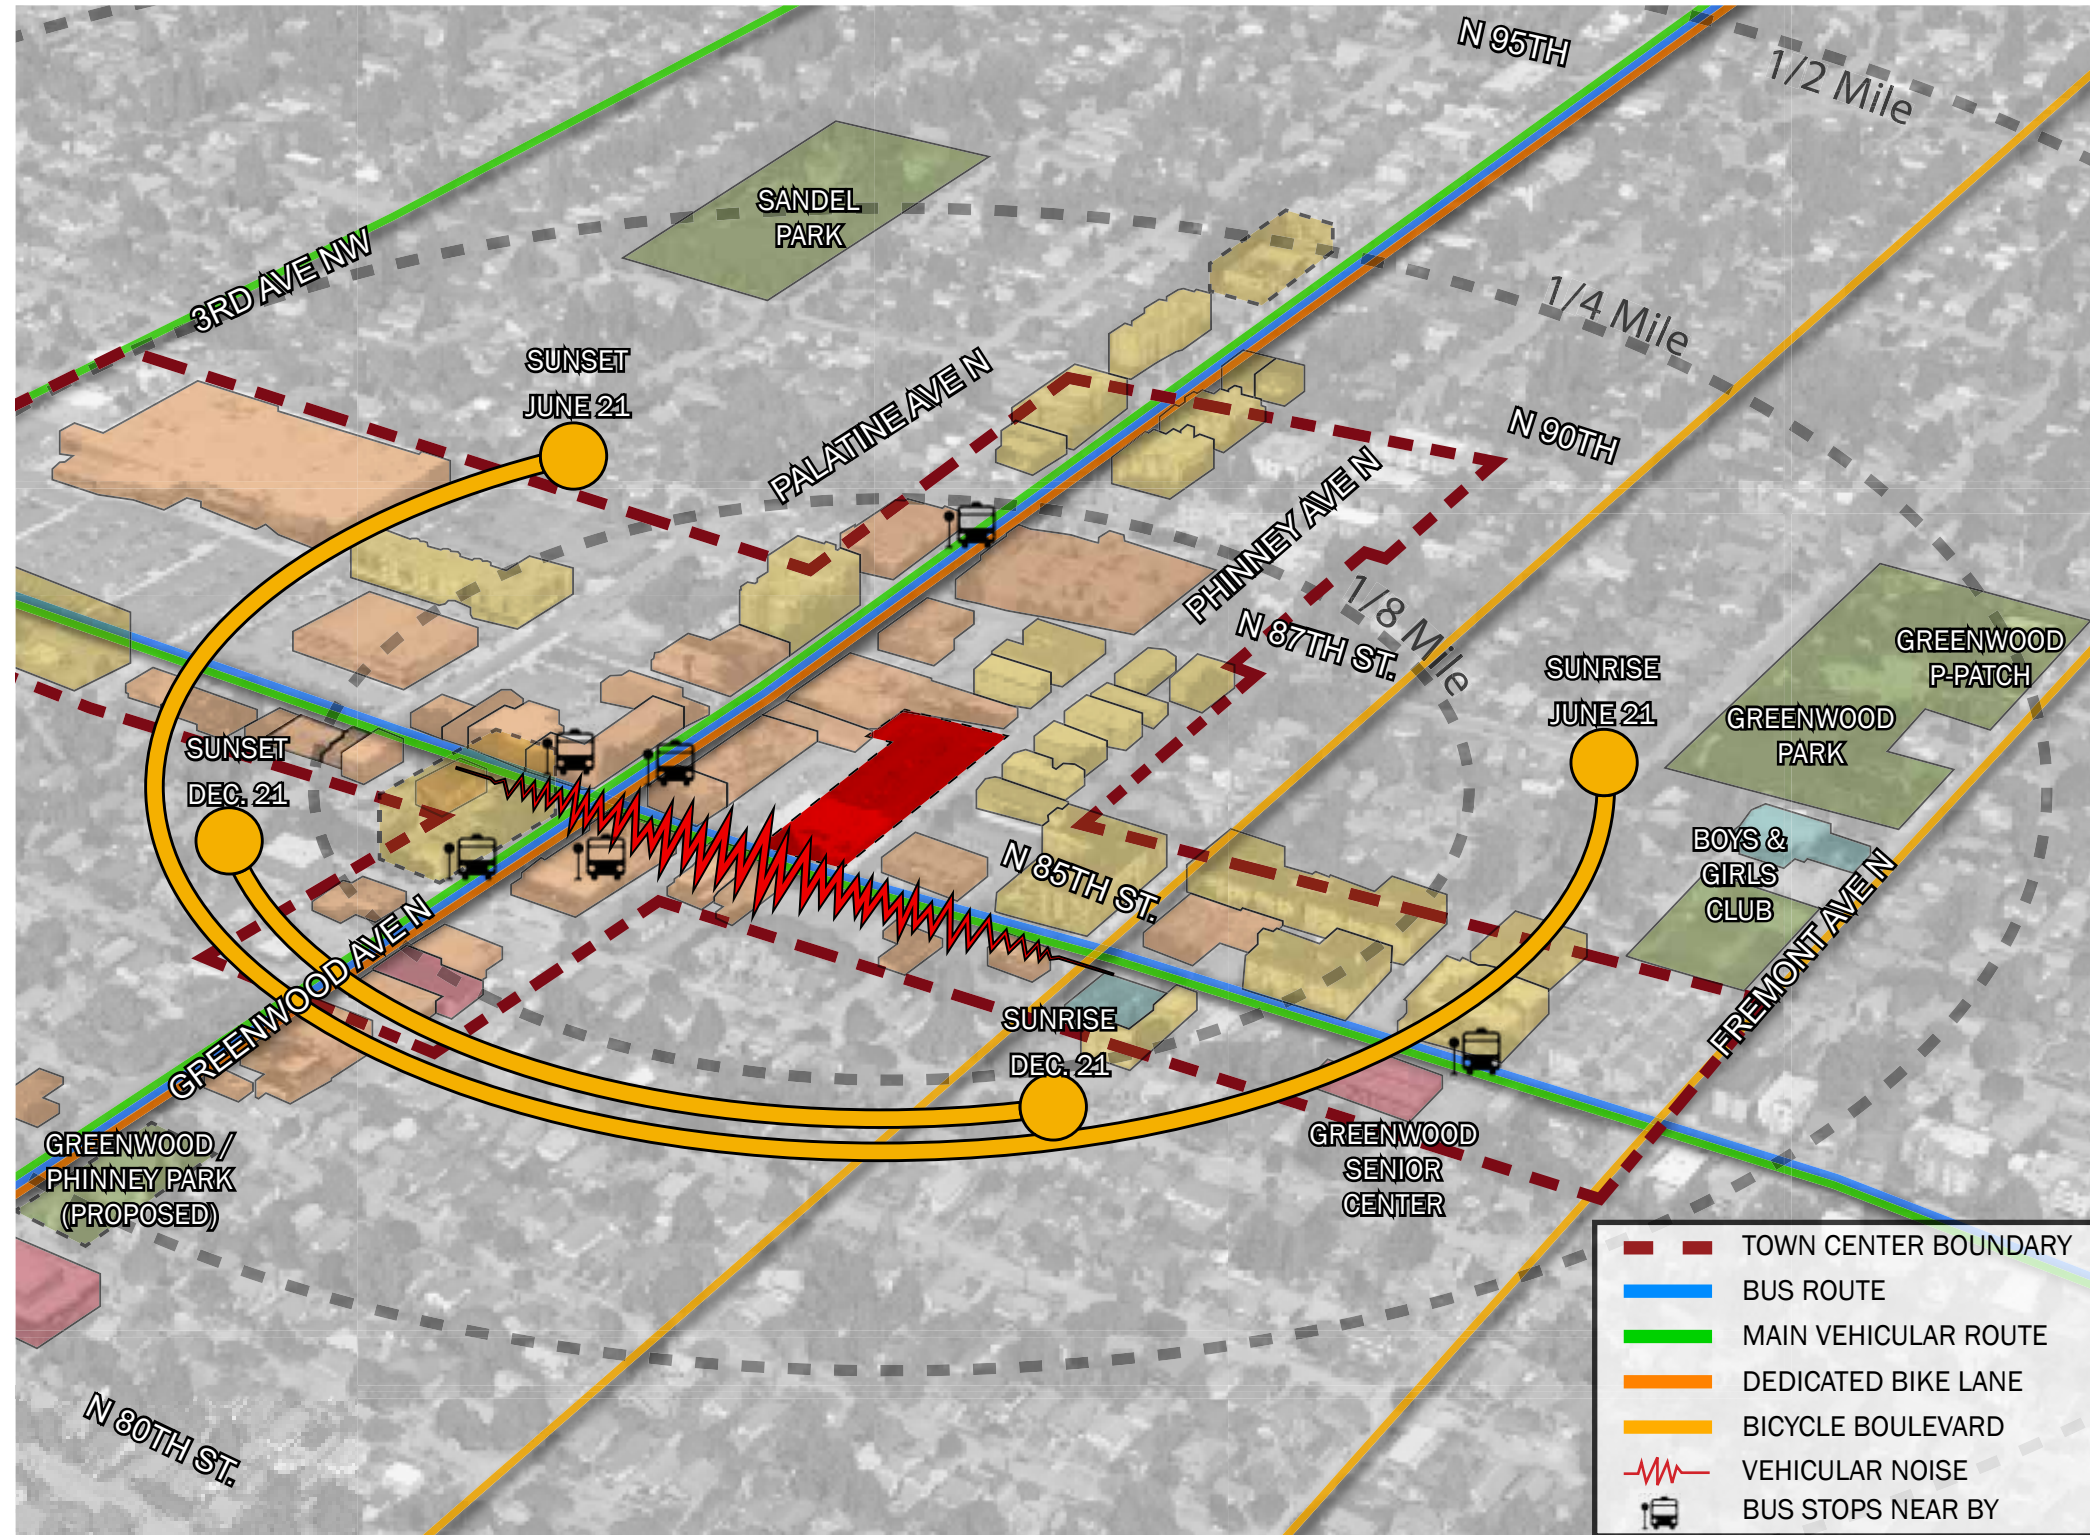 N 95TH
1/2 Mile
SANDEL
PARK
3RD AVE NW
1/4 Mile
SUNSET
JUNE 21
PALATINE AVE N
N 90TH
PHINNEY AVE N
1/8 Mile
N 87TH ST.
GREENWOOD
P-PATCH
SUNRISE
JUNE 21
GREENWOOD
PARK
SUNSET
DEC. 21
BOYS &
GIRLS
CLUB
N 85TH ST.
FREMONT AVE N
GREENWOOD AVE N
SUNRISE
DEC. 21
GREENWOOD
SENIOR
CENTER
GREENWOOD /
PHINNEY PARK
(PROPOSED)
N 80TH ST.
TOWN CENTER BOUNDARY
BUS ROUTE
MAIN VEHICULAR ROUTE
DEDICATED BIKE LANE
BICYCLE BOULEVARD
VEHICULAR NOISE
BUS STOPS NEAR BY